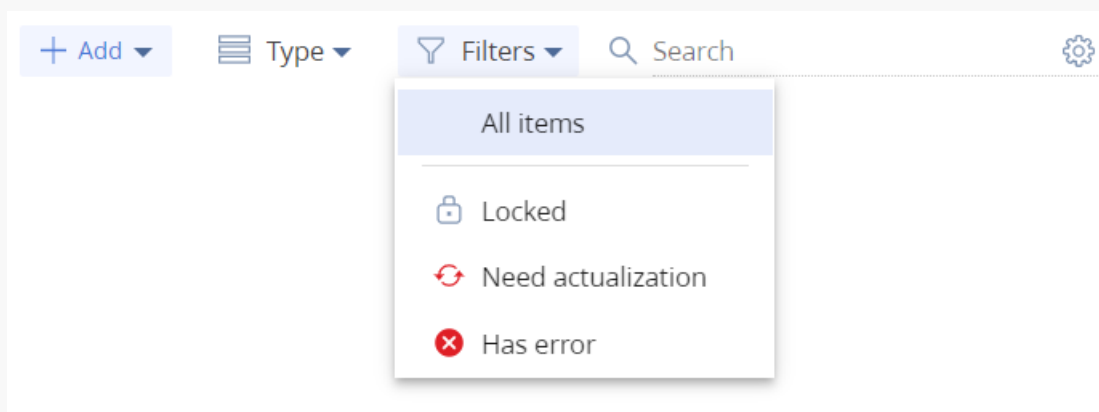 Add
Type
Filters
Search
All items
Locked
Need actualization
Has error